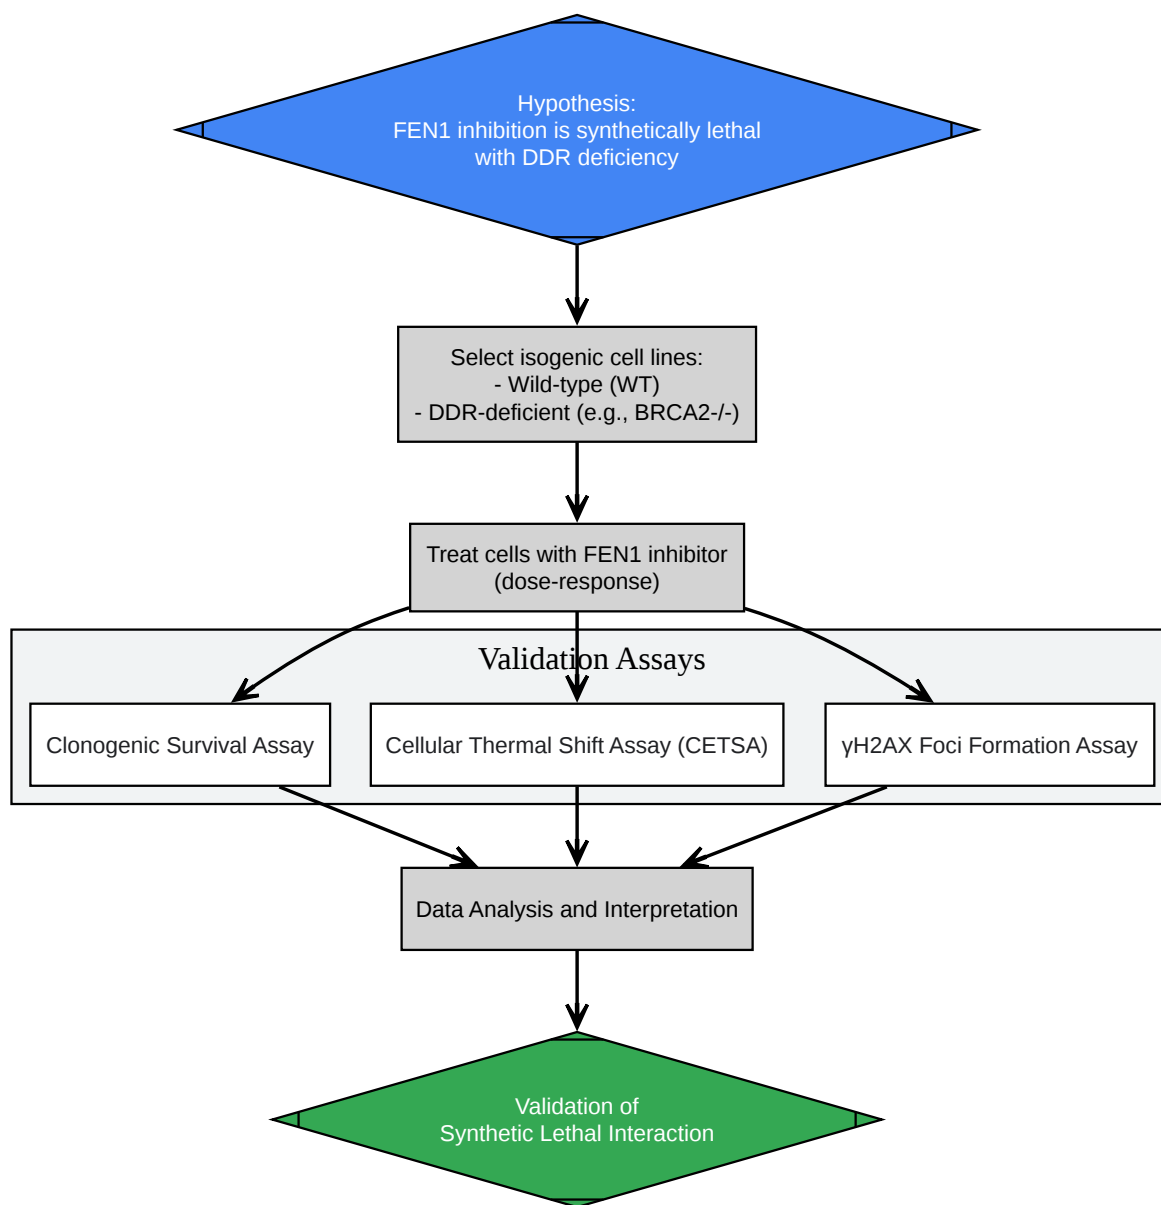 Hypothesis:
FEN1 inhibition is synthetically lethal
with DDR deficiency
Select isogenic cell lines:
- Wild-type (WT)
- DDR-deficient (e.g., BRCA2-/-)
Treat cells with FEN1 inhibitor
(dose-response)
Validation Assays
Clonogenic Survival Assay
Cellular Thermal Shift Assay (CETSA)
γH2AX Foci Formation Assay
Data Analysis and Interpretation
Validation of
Synthetic Lethal Interaction